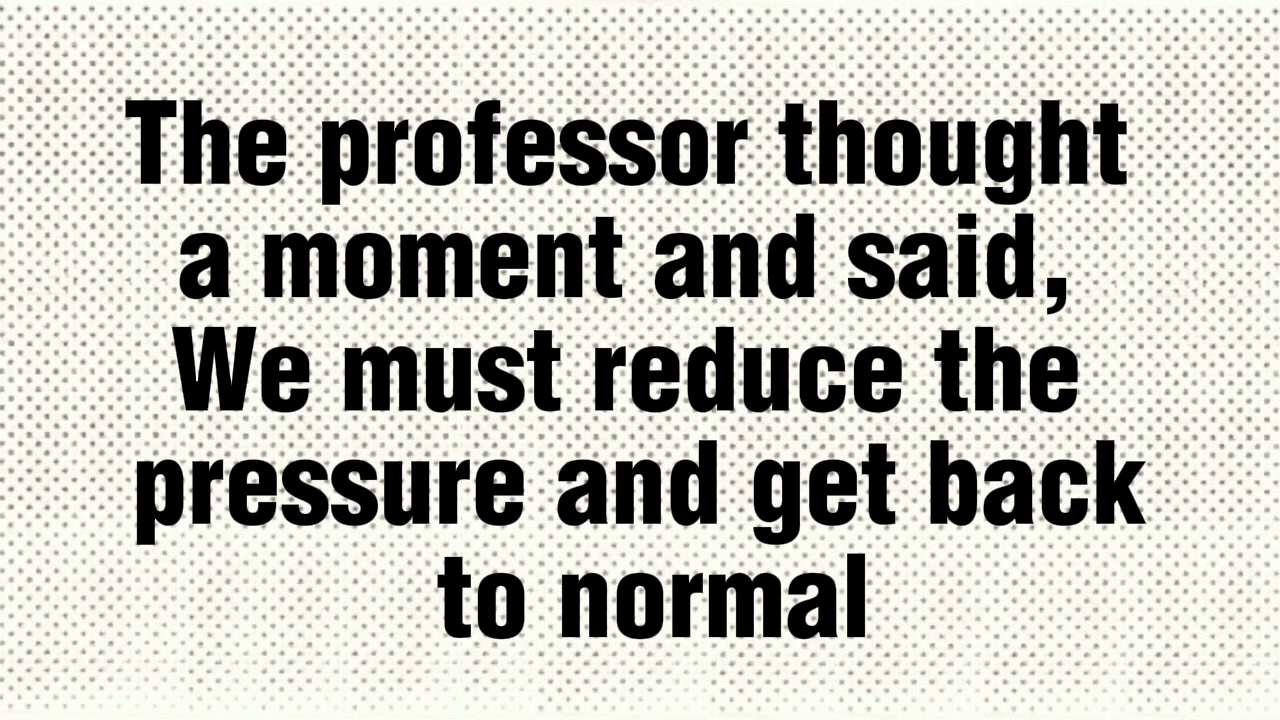 The professor thought
a moment and said,
We must reduce the
pressure and get back
to normal